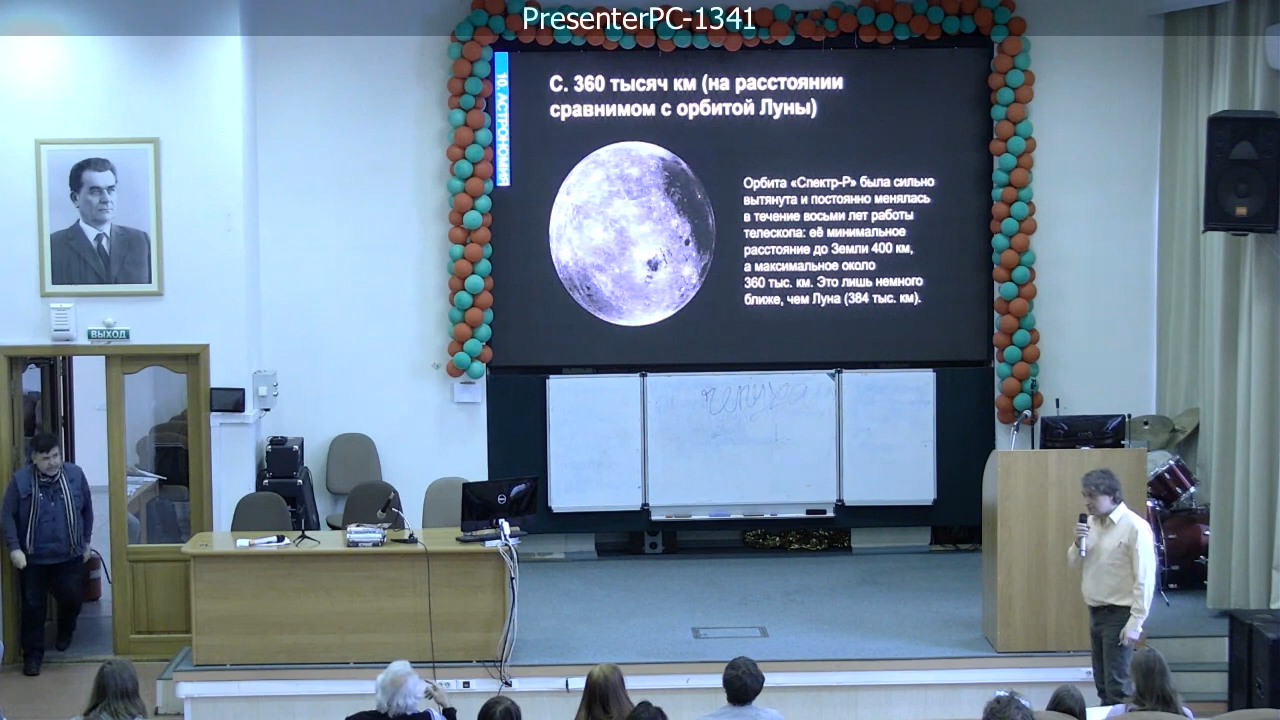 PresenterPC-1341
10. АСТРОНОМИЯ
С. 360 тысяч км (на расстоянии
сравнимом с орбитой Луны)
Орбита «Спектр-Р» была сильно
вытянута и постоянно менялась
в течение восьми лет работы
телескопа: её минимальное
расстояние до Земли 400 км,
а максимальное около
360 тыс. км. Это лишь немного
ближе, чем Луна (384 тыс. км).
ВЫХОД
DELL